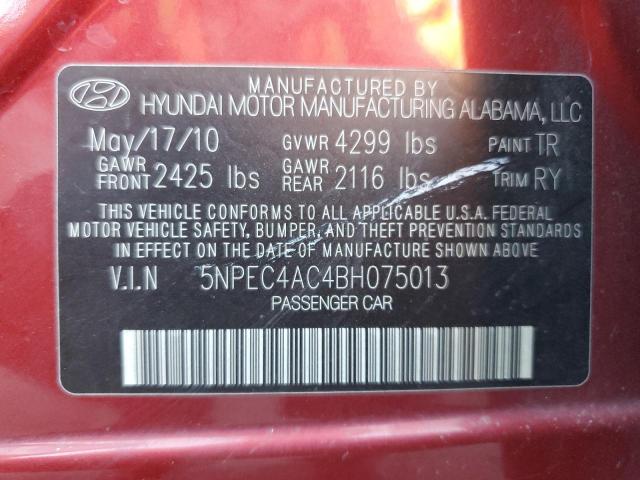 MANUFACTURED BY
HYUNDAI MOTOR MANUFACTURING ALABAMA, LLC
May/17/10 GVWR 4299 lbs PAINT TR
GAWR FRONT 2425 lbs GAWR REAR 2116 lbs TRIM RY
THIS VEHICLE CONFORMS TO ALL APPLICABLE U.S.A. FEDERAL
MOTOR VEHICLE SAFETY, BUMPER, AND THEFT PREVENTION STANDARDS
IN EFFECT ON THE DATE OF MANUFACTURE SHOWN ABOVE.
V.I.N 5NPEC4AC4BH075013
PASSENGER CAR